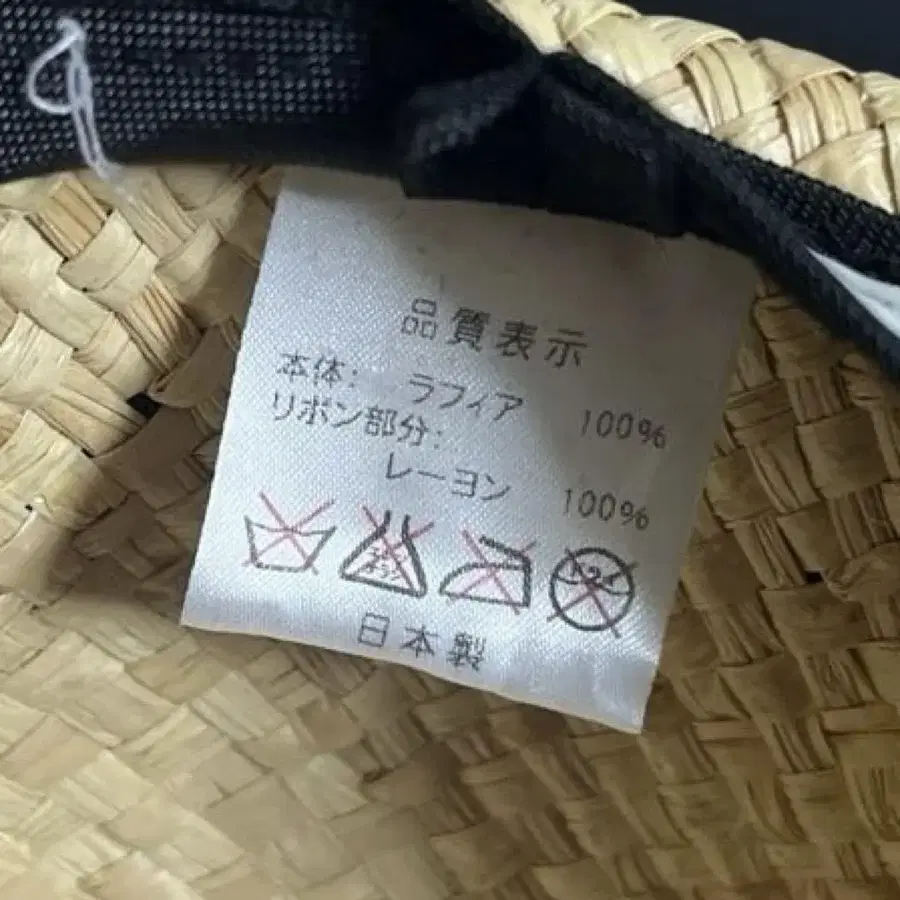 品質表示
本体: ラフィア 100%
リボン部分:
レーヨン 100%
日本製